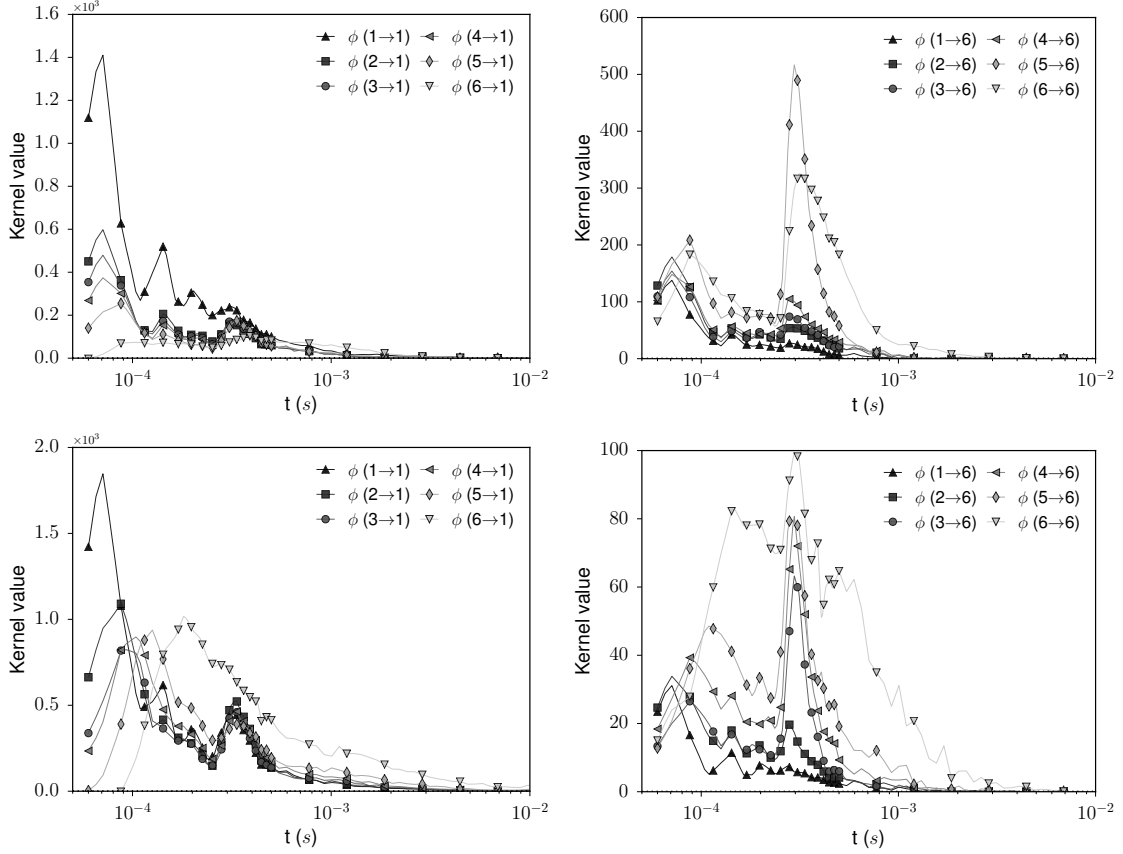 ×10³
1.6
1.4
1.2
1.0
0.8
0.6
0.4
0.2
0.0
Kernel value
ϕ (1→1) ϕ (4→1)
ϕ (2→1) ϕ (5→1)
ϕ (3→1) ϕ (6→1)
10⁻⁴ 10⁻³ 10⁻²
t (s)
600
500
400
300
200
100
0
Kernel value
ϕ (1→6) ϕ (4→6)
ϕ (2→6) ϕ (5→6)
ϕ (3→6) ϕ (6→6)
10⁻⁴ 10⁻³ 10⁻²
t (s)
×10³
2.0
1.5
1.0
0.5
0.0
Kernel value
ϕ (1→1) ϕ (4→1)
ϕ (2→1) ϕ (5→1)
ϕ (3→1) ϕ (6→1)
10⁻⁴ 10⁻³ 10⁻²
t (s)
100
80
60
40
20
0
Kernel value
ϕ (1→6) ϕ (4→6)
ϕ (2→6) ϕ (5→6)
ϕ (3→6) ϕ (6→6)
10⁻⁴ 10⁻³ 10⁻²
t (s)